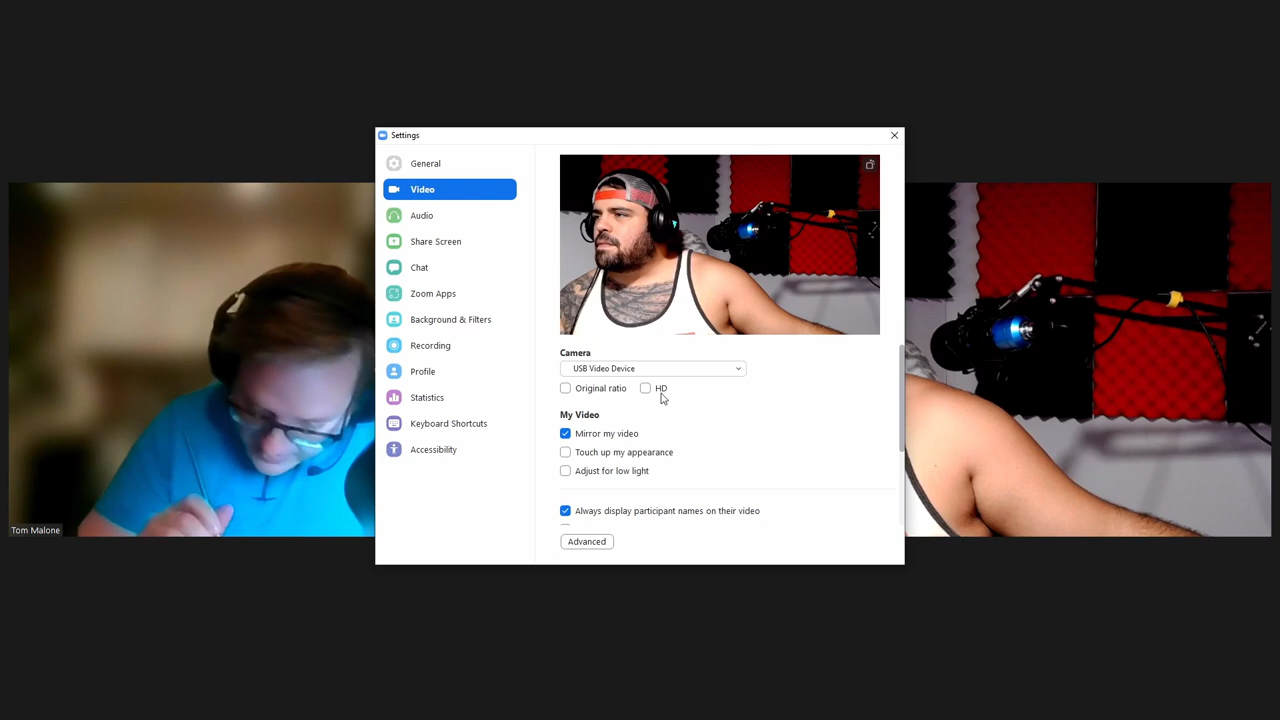 Settings
General
Video
Audio
Share Screen
Chat
Zoom Apps
Background & Filters
Recording
Profile
Statistics
Keyboard Shortcuts
Accessibility
Camera
USB Video Device
Original ratio
HD
My Video
Mirror my video
Touch up my appearance
Adjust for low light
Always display participant names on their video
Advanced
Tom Malone